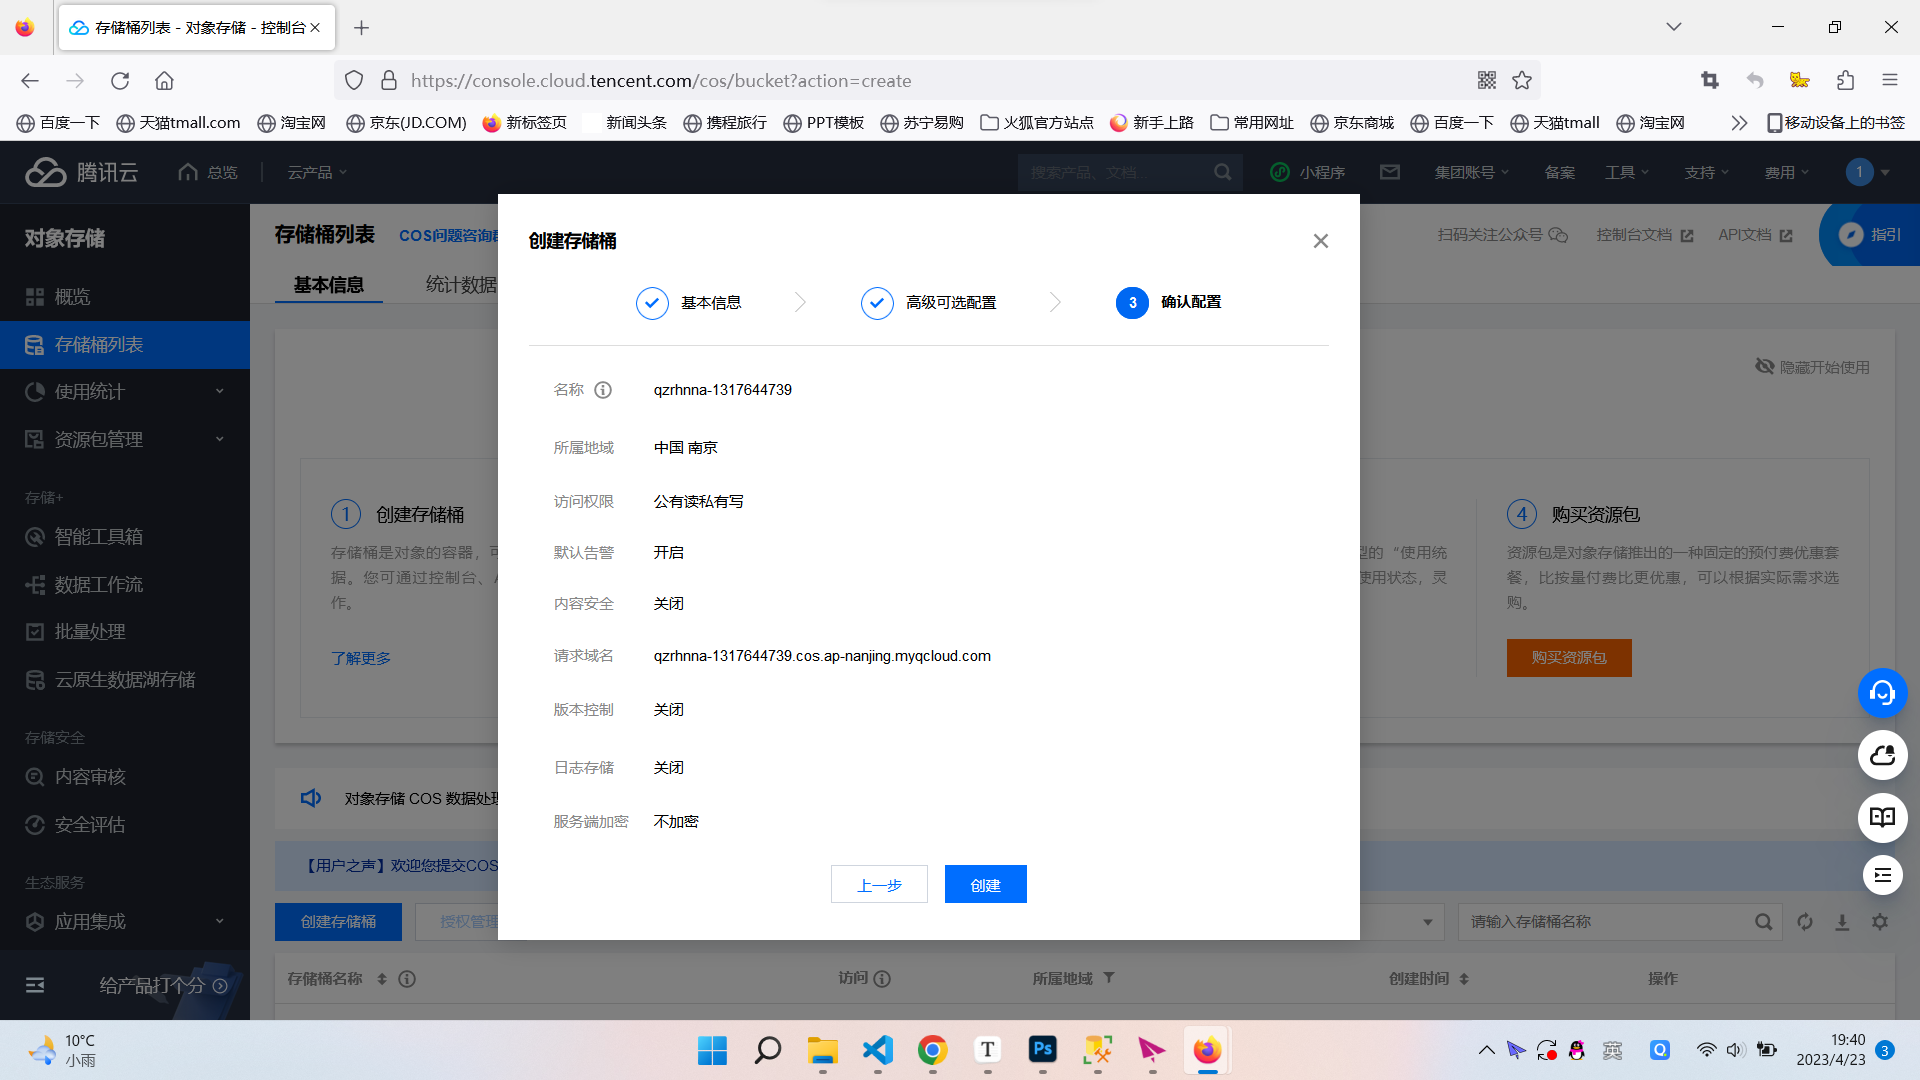 存储桶列表 - 对象存储 - 控制台
https://console.cloud.tencent.com/cos/bucket?action=create
百度一下 天猫tmall.com 淘宝网 京东(JD.COM) 新标签页 新闻头条 携程旅行 PPT模板 苏宁易购 火狐官方站点 新手上路 常用网址 京东商城 百度一下 天猫tmall 淘宝网 移动设备上的书签
腾讯云 总览 云产品 搜索产品、文档... 小程序 集团账号 备案 工具 支持 费用 1
对象存储
概览
存储桶列表
使用统计
资源包管理
存储+
智能工具箱
数据工作流
批量处理
云原生数据湖存储
存储安全
内容审核
安全评估
生态服务
应用集成
给产品打个分
存储桶列表 COS问题咨询
扫码关注公众号 控制台文档 API文档 指引
基本信息 统计数据
隐藏开始使用
1 创建存储桶
存储桶是对象的容器，
据。您可通过控制台、
作。
了解更多
型的“使用统
使用状态，灵
4 购买资源包
资源包是对象存储推出的一种固定的预付费优惠套
餐，比按量付费比更优惠，可以根据实际需求选
购。
购买资源包
对象存储 COS 数据处
【用户之声】欢迎您提交COS
创建存储桶 授权管理
请输入存储桶名称
存储桶名称 访问 所属地域 创建时间 操作
创建存储桶
基本信息 高级可选配置 3 确认配置
名称 qzrhnna-1317644739
所属地域 中国 南京
访问权限 公有读私有写
默认告警 开启
内容安全 关闭
请求域名 qzrhnna-1317644739.cos.ap-nanjing.myqcloud.com
版本控制 关闭
日志存储 关闭
服务端加密 不加密
上一步 创建
10°C
小雨
T Ps
英 Q
19:40
2023/4/23 3